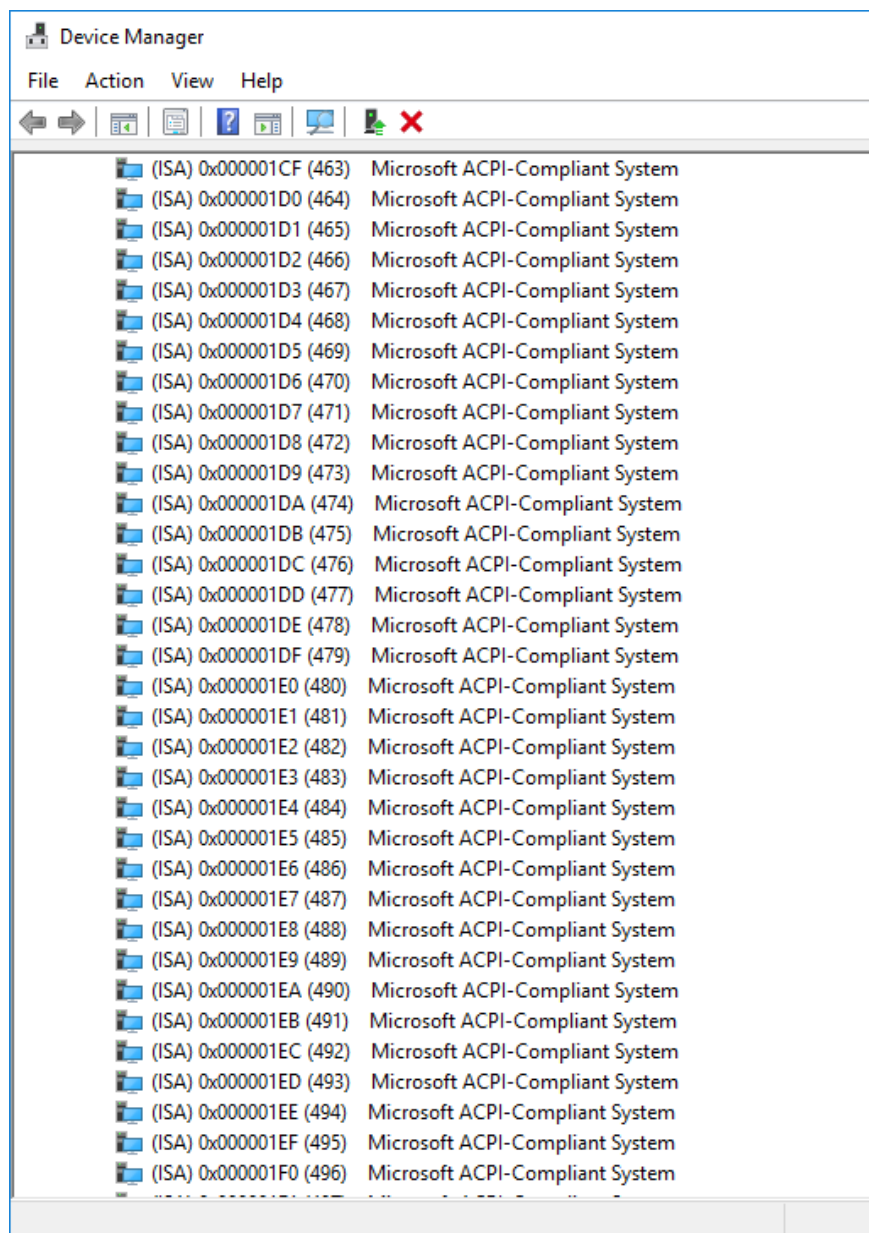 Device Manager
File Action View Help
(ISA) 0x000001CF (463) Microsoft ACPI-Compliant System
(ISA) 0x000001D0 (464) Microsoft ACPI-Compliant System
(ISA) 0x000001D1 (465) Microsoft ACPI-Compliant System
(ISA) 0x000001D2 (466) Microsoft ACPI-Compliant System
(ISA) 0x000001D3 (467) Microsoft ACPI-Compliant System
(ISA) 0x000001D4 (468) Microsoft ACPI-Compliant System
(ISA) 0x000001D5 (469) Microsoft ACPI-Compliant System
(ISA) 0x000001D6 (470) Microsoft ACPI-Compliant System
(ISA) 0x000001D7 (471) Microsoft ACPI-Compliant System
(ISA) 0x000001D8 (472) Microsoft ACPI-Compliant System
(ISA) 0x000001D9 (473) Microsoft ACPI-Compliant System
(ISA) 0x000001DA (474) Microsoft ACPI-Compliant System
(ISA) 0x000001DB (475) Microsoft ACPI-Compliant System
(ISA) 0x000001DC (476) Microsoft ACPI-Compliant System
(ISA) 0x000001DD (477) Microsoft ACPI-Compliant System
(ISA) 0x000001DE (478) Microsoft ACPI-Compliant System
(ISA) 0x000001DF (479) Microsoft ACPI-Compliant System
(ISA) 0x000001E0 (480) Microsoft ACPI-Compliant System
(ISA) 0x000001E1 (481) Microsoft ACPI-Compliant System
(ISA) 0x000001E2 (482) Microsoft ACPI-Compliant System
(ISA) 0x000001E3 (483) Microsoft ACPI-Compliant System
(ISA) 0x000001E4 (484) Microsoft ACPI-Compliant System
(ISA) 0x000001E5 (485) Microsoft ACPI-Compliant System
(ISA) 0x000001E6 (486) Microsoft ACPI-Compliant System
(ISA) 0x000001E7 (487) Microsoft ACPI-Compliant System
(ISA) 0x000001E8 (488) Microsoft ACPI-Compliant System
(ISA) 0x000001E9 (489) Microsoft ACPI-Compliant System
(ISA) 0x000001EA (490) Microsoft ACPI-Compliant System
(ISA) 0x000001EB (491) Microsoft ACPI-Compliant System
(ISA) 0x000001EC (492) Microsoft ACPI-Compliant System
(ISA) 0x000001ED (493) Microsoft ACPI-Compliant System
(ISA) 0x000001EE (494) Microsoft ACPI-Compliant System
(ISA) 0x000001EF (495) Microsoft ACPI-Compliant System
(ISA) 0x000001F0 (496) Microsoft ACPI-Compliant System